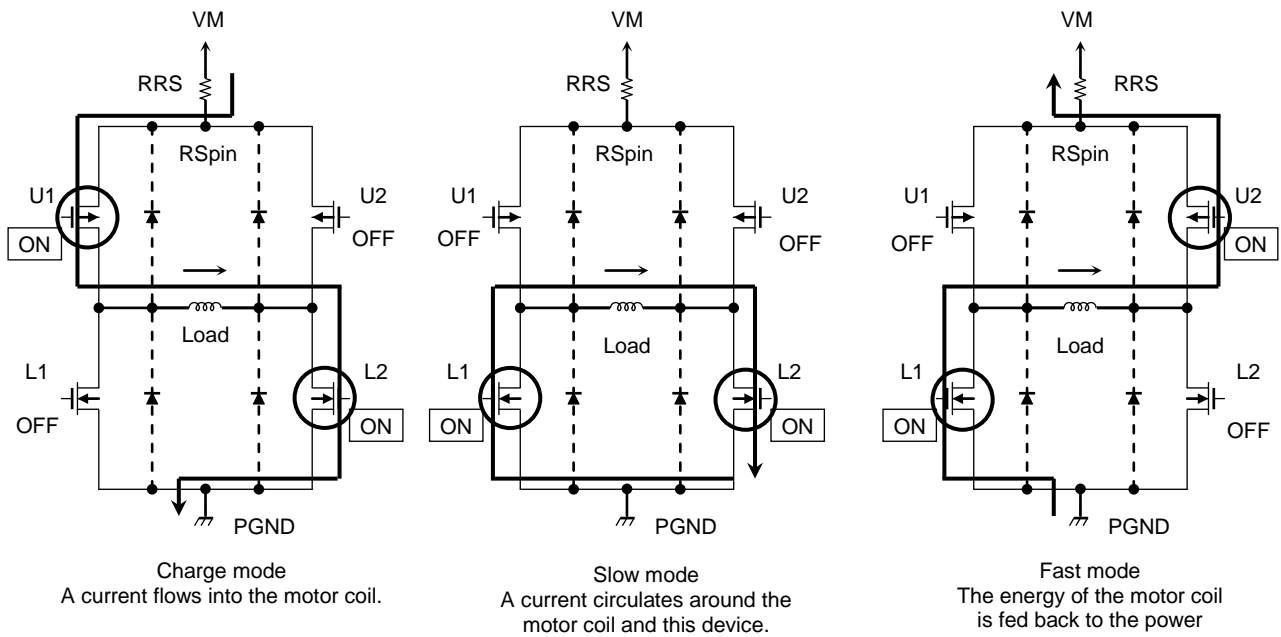 VM
RRS
RSpin
U1
U2
ON
OFF
Load
L1
L2
OFF
ON
PGND
Charge mode
A current flows into the motor coil.
VM
RRS
RSpin
U1
U2
OFF
OFF
Load
L1
L2
ON
ON
PGND
Slow mode
A current circulates around the
motor coil and this device.
VM
RRS
RSpin
U1
U2
OFF
ON
Load
L1
L2
ON
OFF
PGND
Fast mode
The energy of the motor coil
is fed back to the power